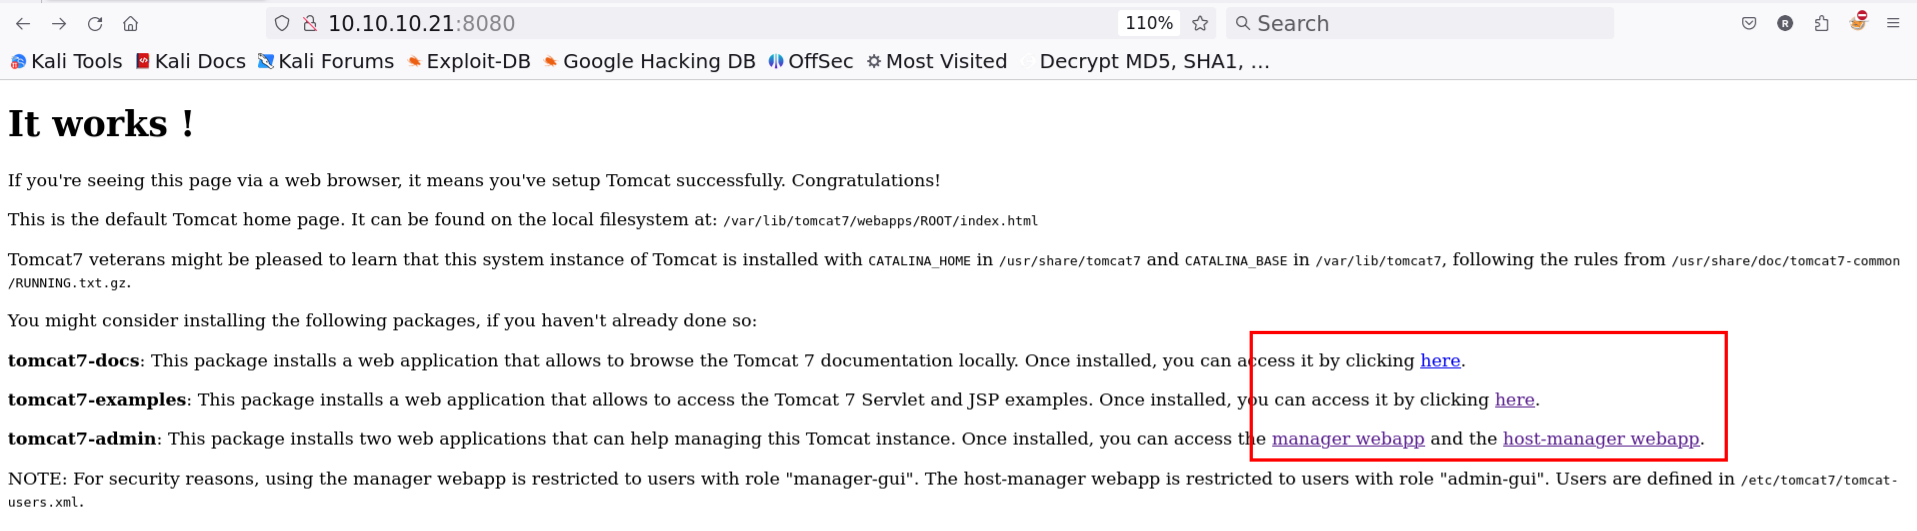 10.10.10.21:8080
110%
Search
Kali Tools
Kali Docs
Kali Forums
Exploit-DB
Google Hacking DB
OffSec
Most Visited
Decrypt MD5, SHA1, …
It works !
If you're seeing this page via a web browser, it means you've setup Tomcat successfully. Congratulations!
This is the default Tomcat home page. It can be found on the local filesystem at: /var/lib/tomcat7/webapps/ROOT/index.html
Tomcat7 veterans might be pleased to learn that this system instance of Tomcat is installed with CATALINA_HOME in /usr/share/tomcat7 and CATALINA_BASE in /var/lib/tomcat7, following the rules from /usr/share/doc/tomcat7-common
/RUNNING.txt.gz.
You might consider installing the following packages, if you haven't already done so:
tomcat7-docs: This package installs a web application that allows to browse the Tomcat 7 documentation locally. Once installed, you can access it by clicking here.
tomcat7-examples: This package installs a web application that allows to access the Tomcat 7 Servlet and JSP examples. Once installed, you can access it by clicking here.
tomcat7-admin: This package installs two web applications that can help managing this Tomcat instance. Once installed, you can access the manager webapp and the host-manager webapp.
NOTE: For security reasons, using the manager webapp is restricted to users with role "manager-gui". The host-manager webapp is restricted to users with role "admin-gui". Users are defined in /etc/tomcat7/tomcat-
users.xml.